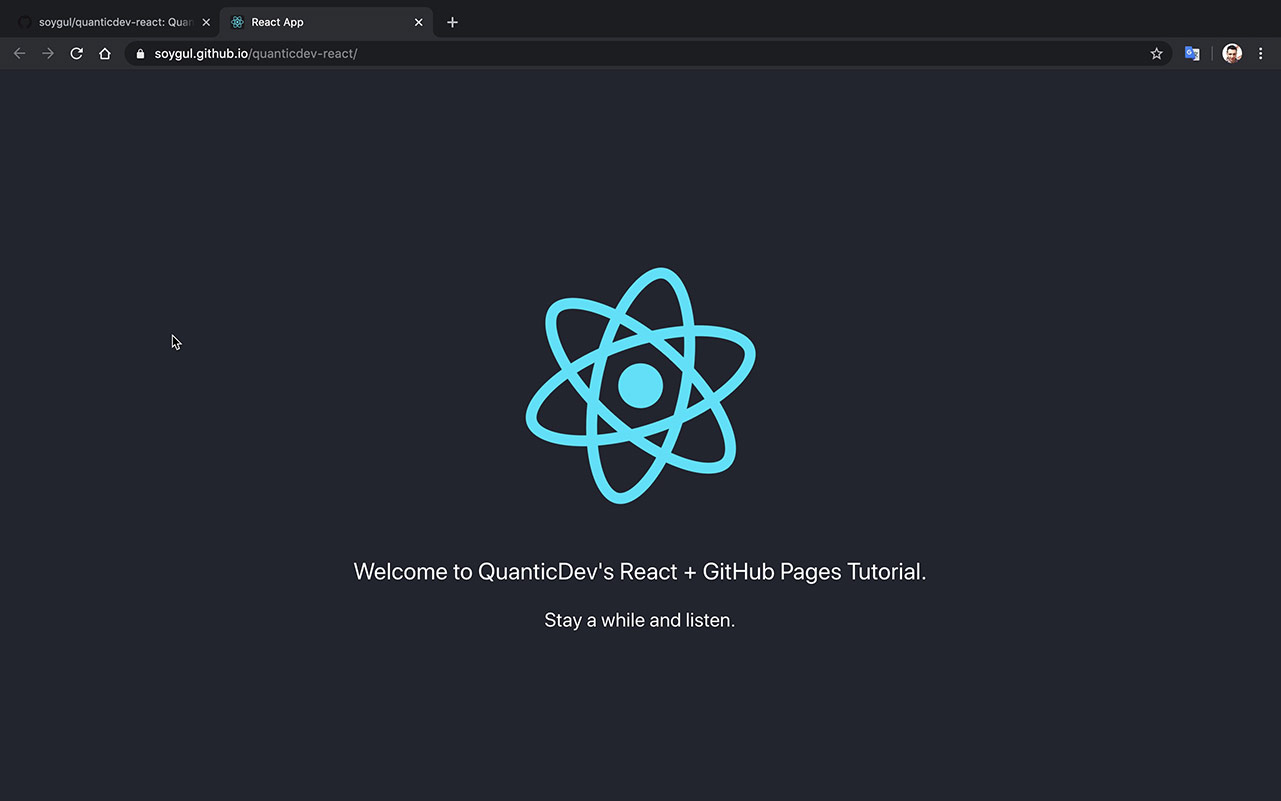 soygul/quanticdev-react: Quan
React App
soygul.github.io/quanticdev-react/
Welcome to QuanticDev's React + GitHub Pages Tutorial.
Stay a while and listen.